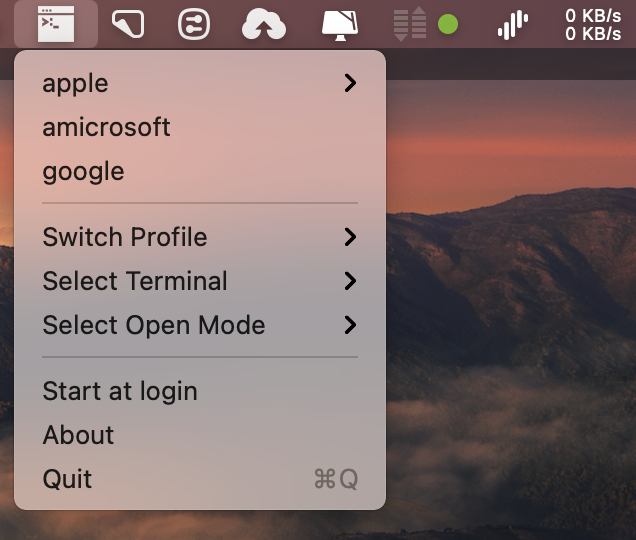 0 KB/s
0 KB/s
apple
amicrosoft
google
Switch Profile
Select Terminal
Select Open Mode
Start at login
About
Quit ⌘Q